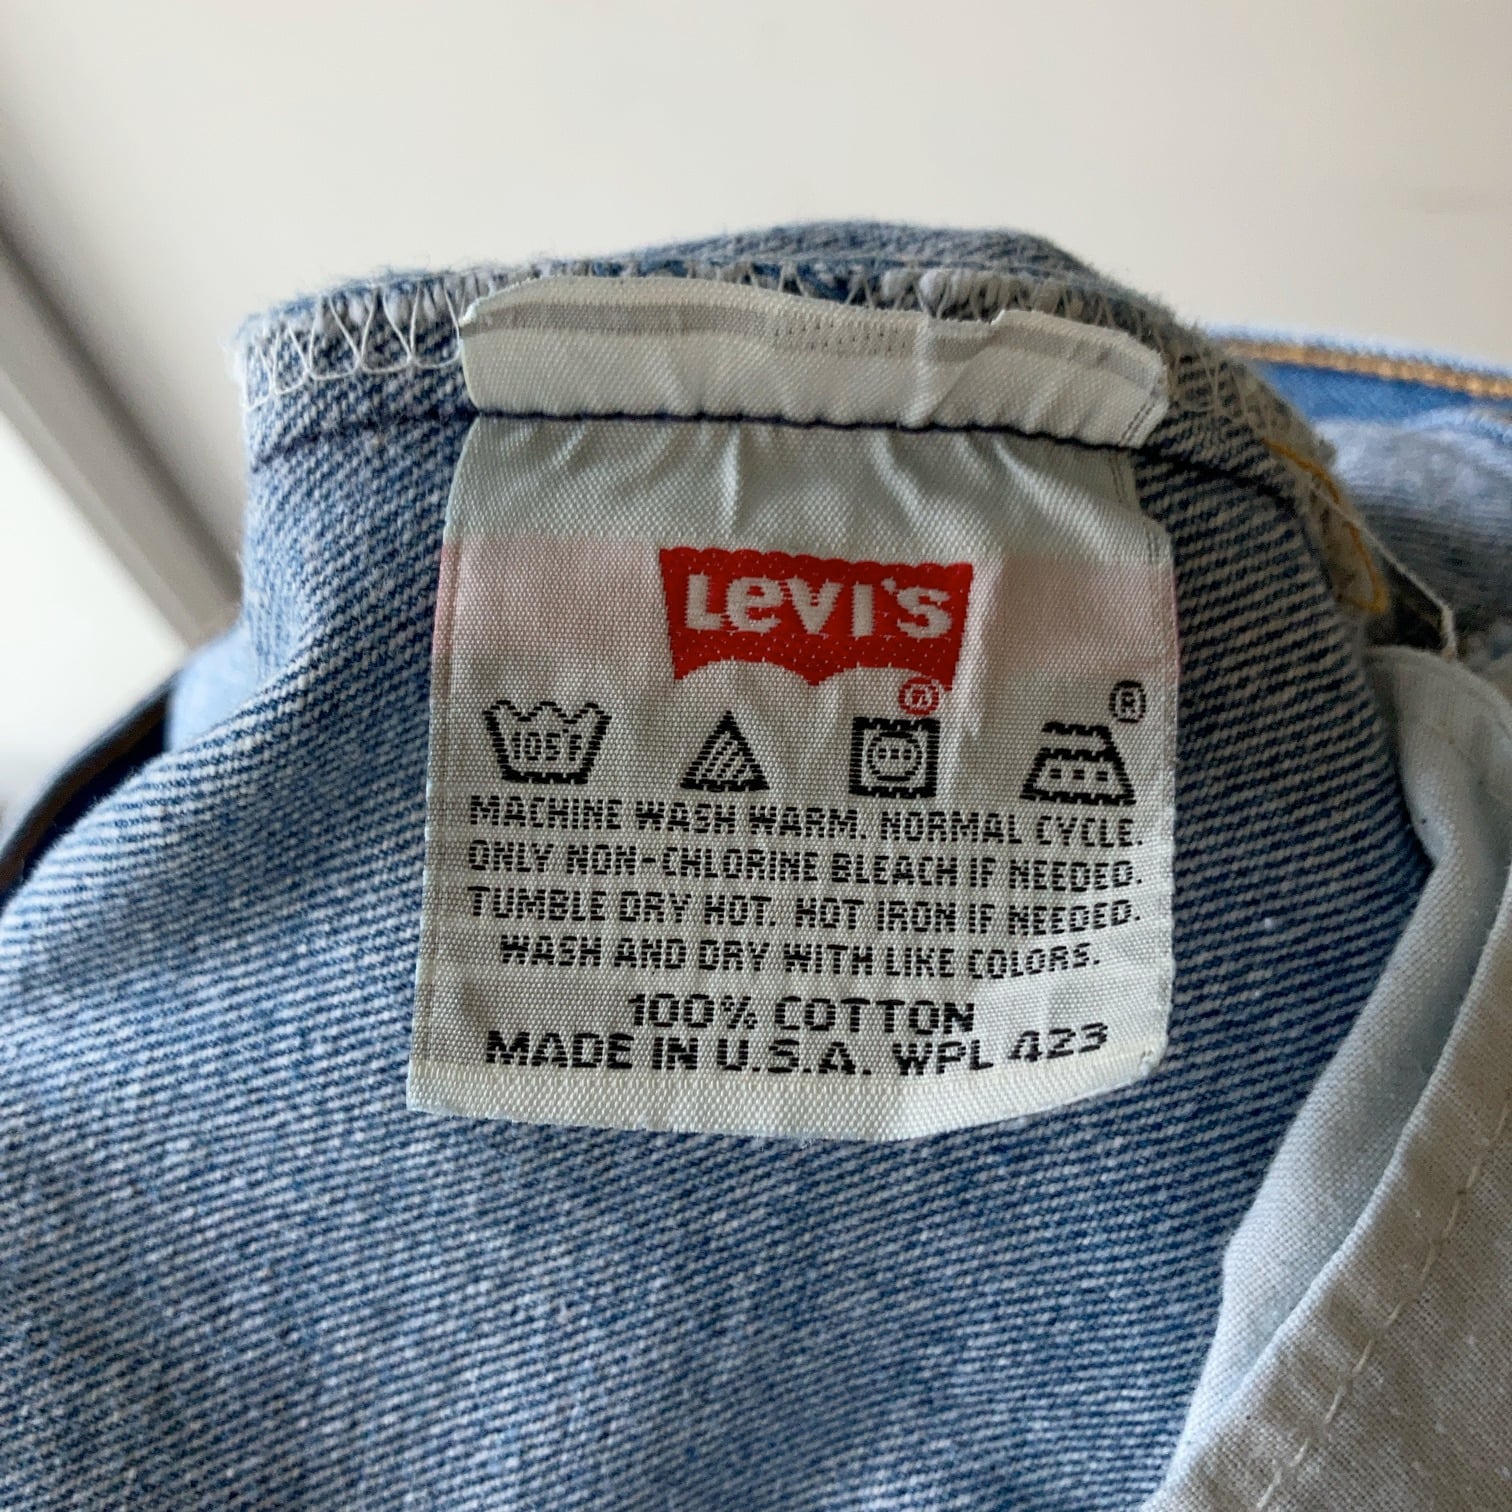 LEVI'S
®
®
105F
MACHINE WASH WARM. NORMAL CYCLE.
ONLY NON-CHLORINE BLEACH IF NEEDED.
TUMBLE DRY HOT. HOT IRON IF NEEDED.
WASH AND DRY WITH LIKE COLORS.
100% COTTON
MADE IN U.S.A. WPL 423